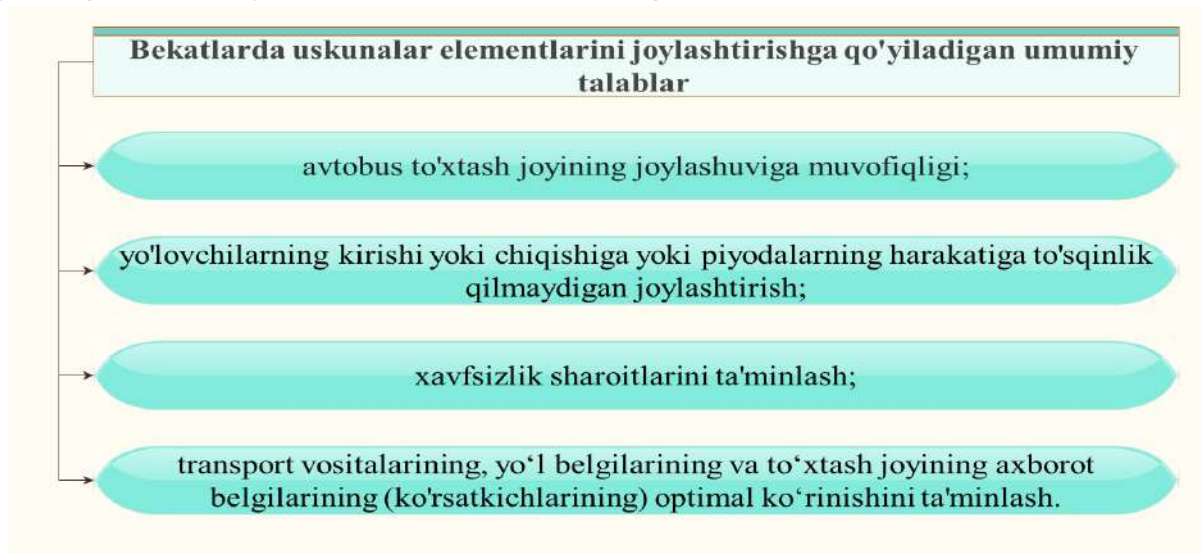 Bekatlarda uskunalar elementlarini joylashtirishga qo'yiladigan umumiy
talablar
avtobus to'xtash joyining joylashuviga muvofiqligi;
yo'lovchilarning kirishi yoki chiqishiga yoki piyodalarning harakatiga to'sqinlik
qilmaydigan joylashtirish;
xavfsizlik sharoitlarini ta'minlash;
transport vositalarining, yo‘l belgilarining va to‘xtash joyining axborot
belgilarining (ko'rsatkichlarining) optimal ko‘rinishini ta'minlash.